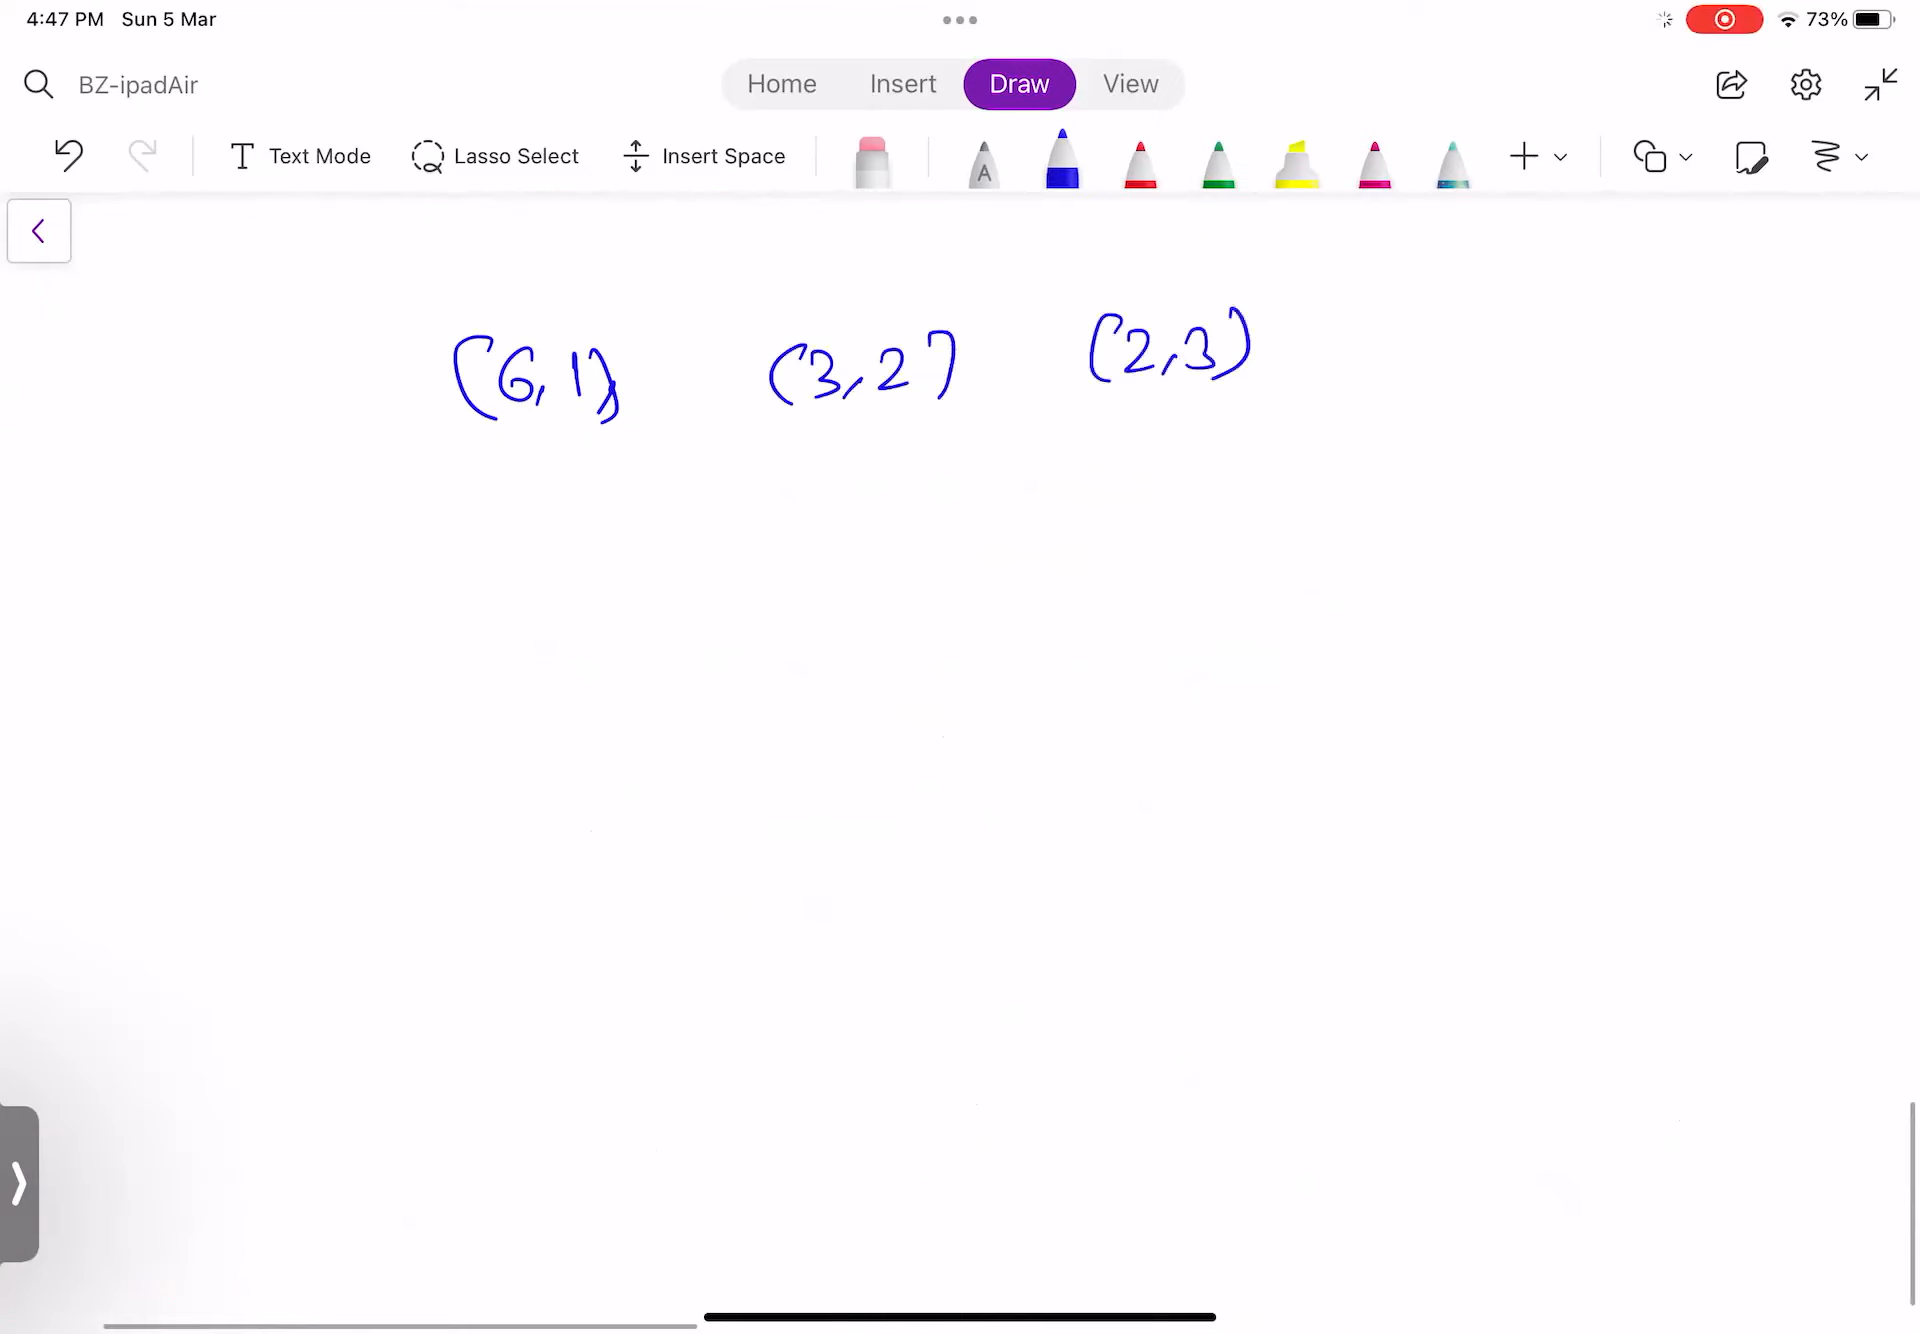 4:47 PM Sun 5 Mar 73%
BZ-ipadAir Home Insert Draw View
T Text Mode Lasso Select Insert Space A
(6,1) (3,2) (2,3)